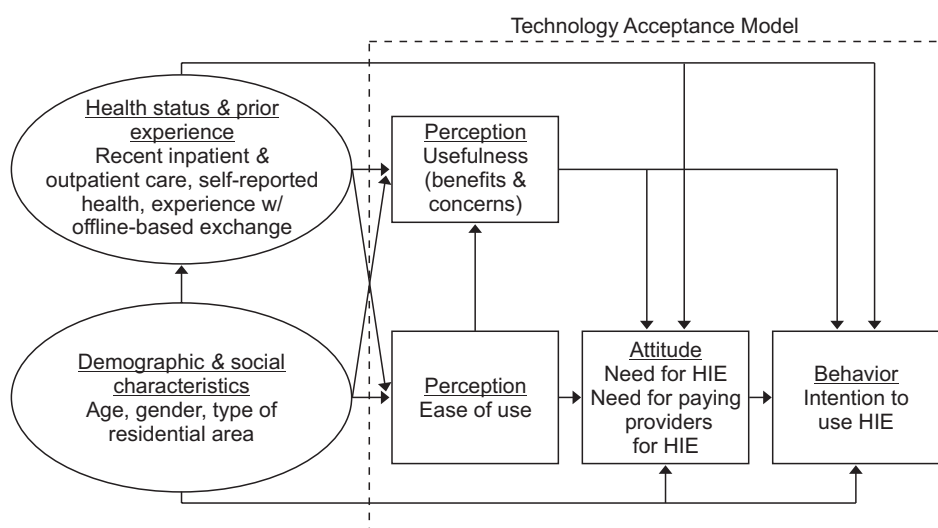 Technology Acceptance Model
Health status & prior
experience
Recent inpatient &
outpatient care, self-reported
health, experience w/
offline-based exchange
Perception
Usefulness
(benefits &
concerns)
Demographic & social
characteristics
Age, gender, type of
residential area
Perception
Ease of use
Attitude
Need for HIE
Need for paying
providers
for HIE
Behavior
Intention to
use HIE